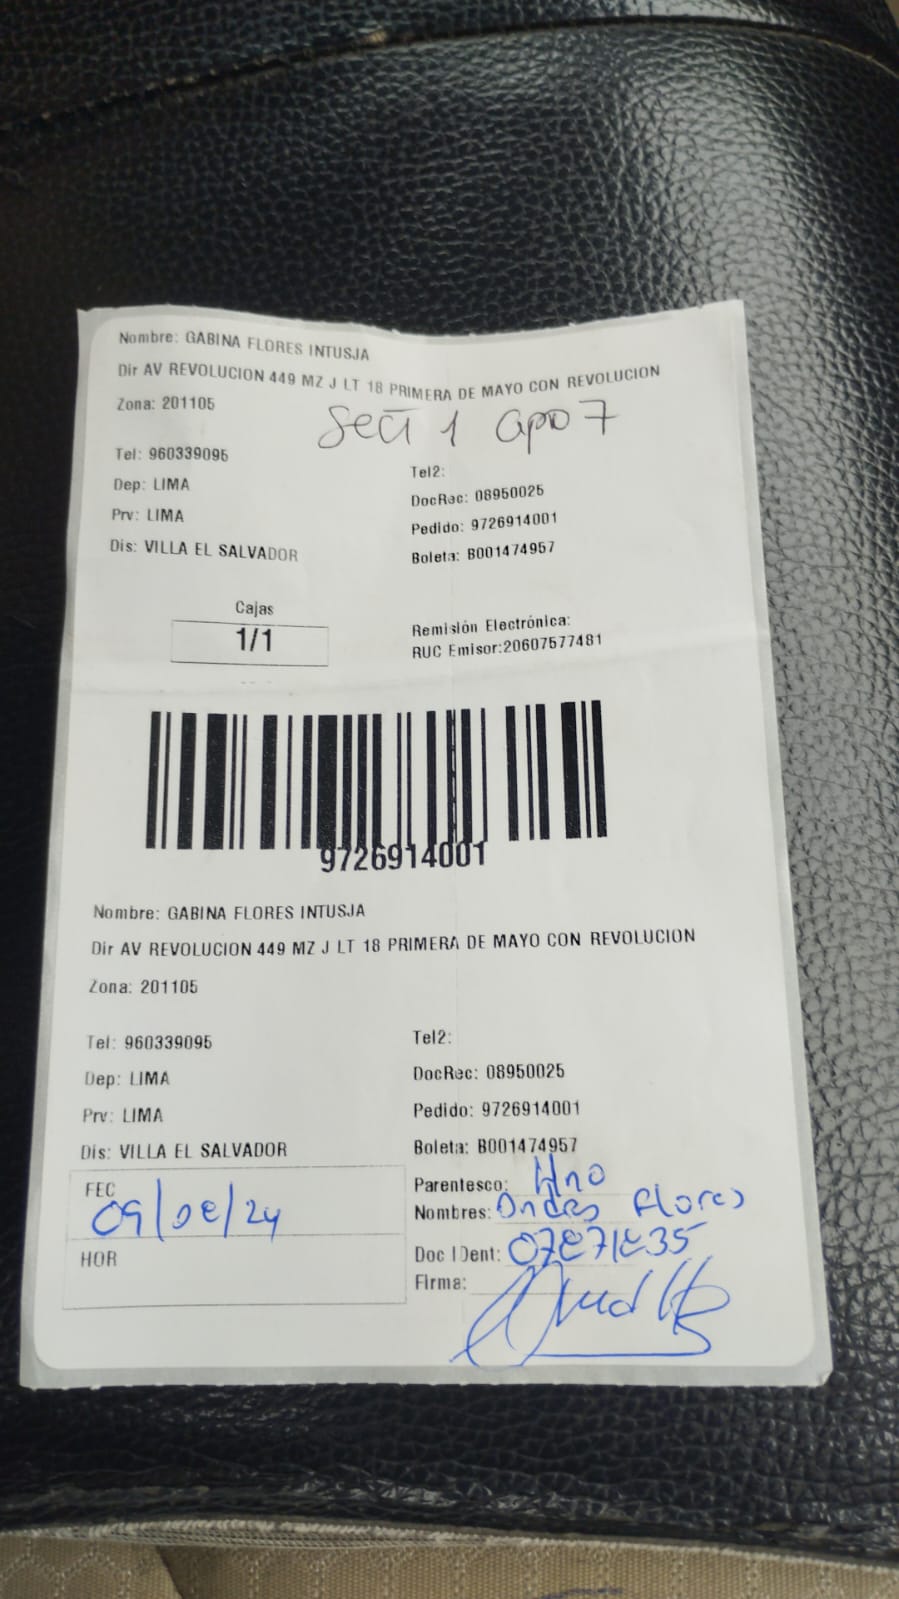 Nombre: GABINA FLORES INTUSJA
Dir AV REVOLUCION 449 MZ J LT 18 PRIMERA DE MAYO CON REVOLUCION
Zona: 201105
Sect 1 gpo 7
Tel: 960339095
Tel2:
Dep: LIMA
DocRec: 08950025
Prv: LIMA
Pedido: 9726914001
Dis: VILLA EL SALVADOR
Boleta: B001474957
Cajas
1/1
Remisión Electrónica:
RUC Emisor:20607577481
9726914001
Nombre: GABINA FLORES INTUSJA
Dir AV REVOLUCION 449 MZ J LT 18 PRIMERA DE MAYO CON REVOLUCION
Zona: 201105
Tel: 960339095
Tel2:
Dep: LIMA
DocRec: 08950025
Prv: LIMA
Pedido: 9726914001
Dis: VILLA EL SALVADOR
Boleta: B001474957
FEC
09/08/24
HOR
Parentesco: Hno
Nombres: Flores
Doc IDent: 07871835
Firma: